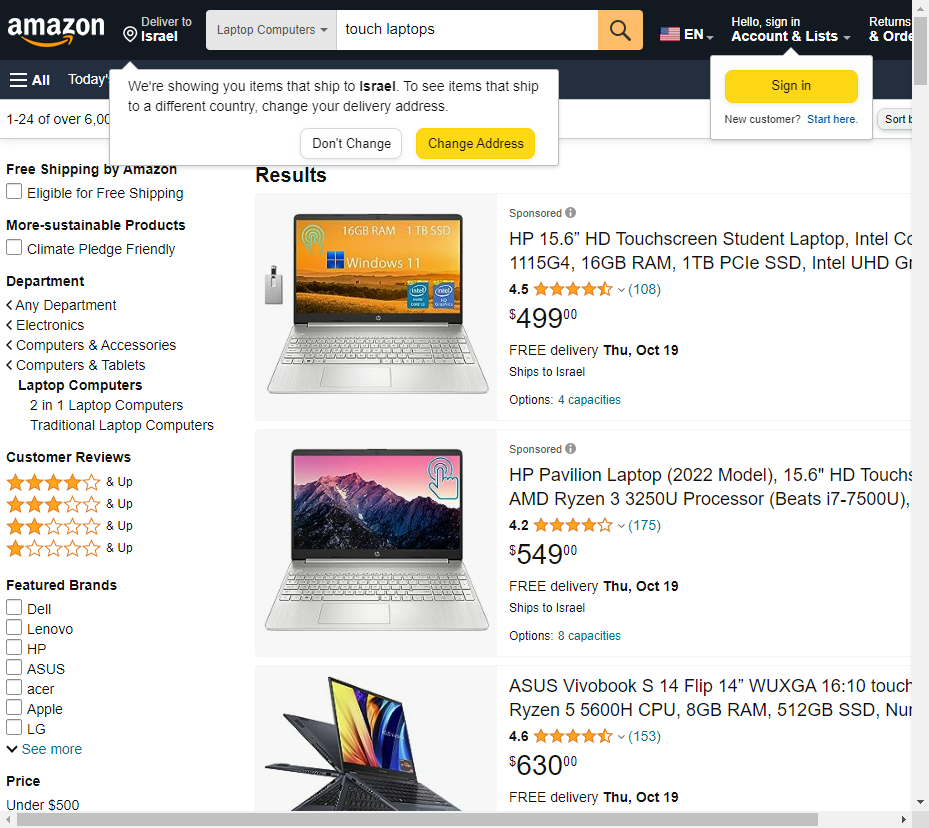 amazon
Deliver to
Israel
Laptop Computers
touch laptops
EN
Hello, sign in
Account & Lists
Returns
& Orde
All
Today'
We're showing you items that ship to Israel. To see items that ship
to a different country, change your delivery address.
Don't Change
Change Address
Sign in
New customer? Start here.
1-24 of over 6,00
Sort b
Free Shipping by Amazon
Eligible for Free Shipping
More-sustainable Products
Climate Pledge Friendly
Department
Any Department
Electronics
Computers & Accessories
Computers & Tablets
Laptop Computers
2 in 1 Laptop Computers
Traditional Laptop Computers
Customer Reviews
& Up
& Up
& Up
& Up
Featured Brands
Dell
Lenovo
HP
ASUS
acer
Apple
LG
See more
Price
Under $500
Results
16GB RAM 1 TB SSD
Windows 11
intel
intel
Sponsored
HP 15.6” HD Touchscreen Student Laptop, Intel Co
1115G4, 16GB RAM, 1TB PCIe SSD, Intel UHD Gr
4.5 (108)
$499 00
FREE delivery Thu, Oct 19
Ships to Israel
Options: 4 capacities
Sponsored
HP Pavilion Laptop (2022 Model), 15.6" HD Touchs
AMD Ryzen 3 3250U Processor (Beats i7-7500U),
4.2 (175)
$549 00
FREE delivery Thu, Oct 19
Ships to Israel
Options: 8 capacities
ASUS Vivobook S 14 Flip 14” WUXGA 16:10 touch
Ryzen 5 5600H CPU, 8GB RAM, 512GB SSD, Num
4.6 (153)
$630 00
FREE delivery Thu, Oct 19